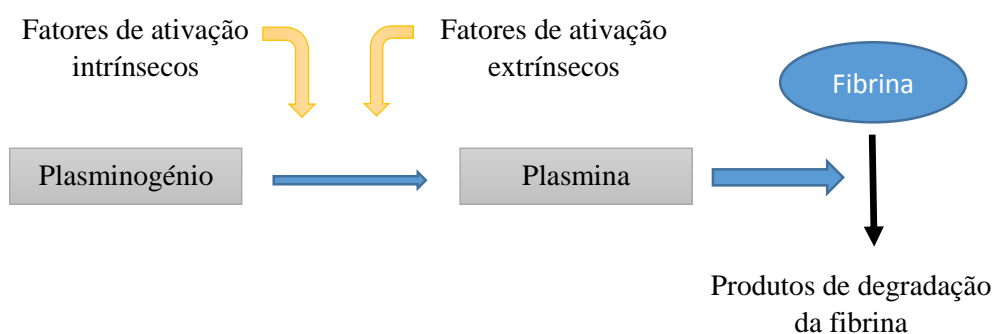 Fatores de ativação
intrínsecos
Fatores de ativação
extrínsecos
Fibrina
Plasminogénio
Plasmina
Produtos de degradação
da fibrina